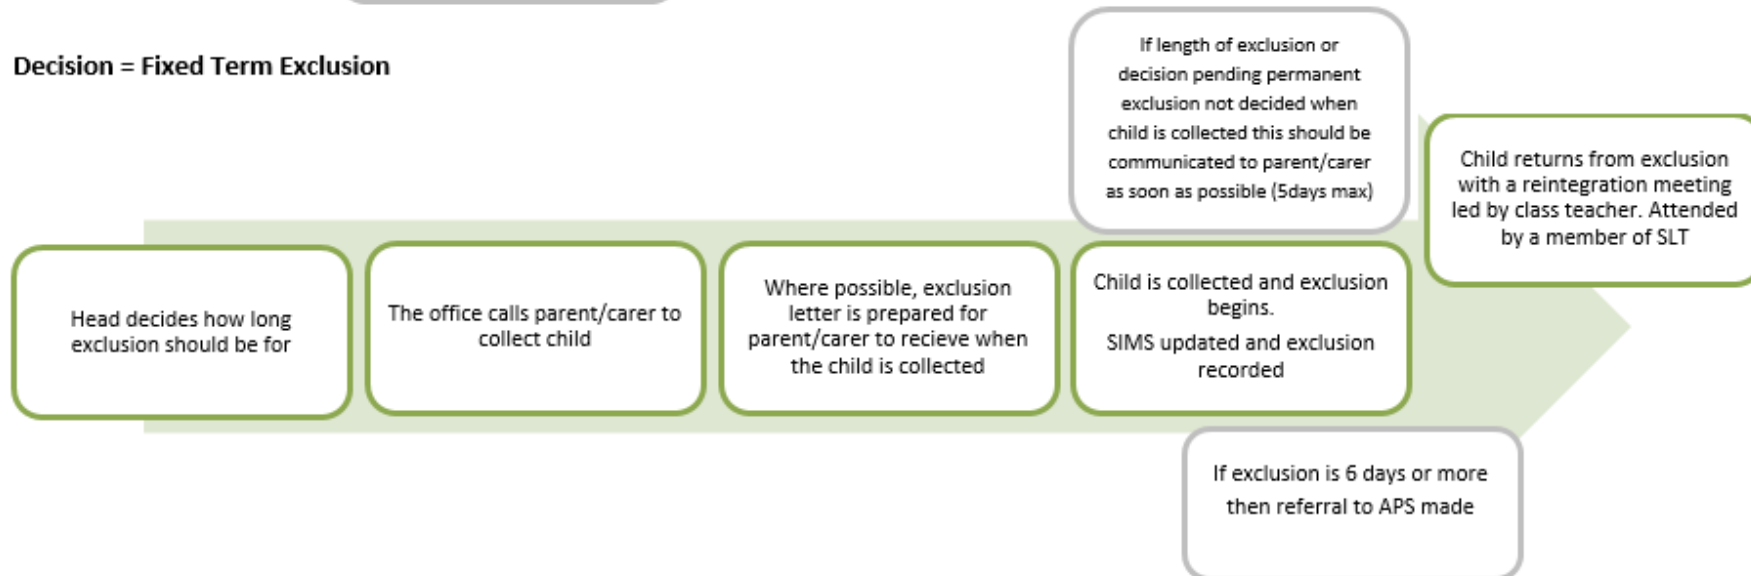 Decision = Fixed Term Exclusion
If length of exclusion or
decision pending permanent
exclusion not decided when
child is collected this should be
communicated to parent/carer
as soon as possible (5days max)
Head decides how long
exclusion should be for
The office calls parent/carer to
collect child
Where possible, exclusion
letter is prepared for
parent/carer to recieve when
the child is collected
Child is collected and exclusion
begins.
SIMS updated and exclusion
recorded
Child returns from exclusion
with a reintegration meeting
led by class teacher. Attended
by a member of SLT
If exclusion is 6 days or more
then referral to APS made